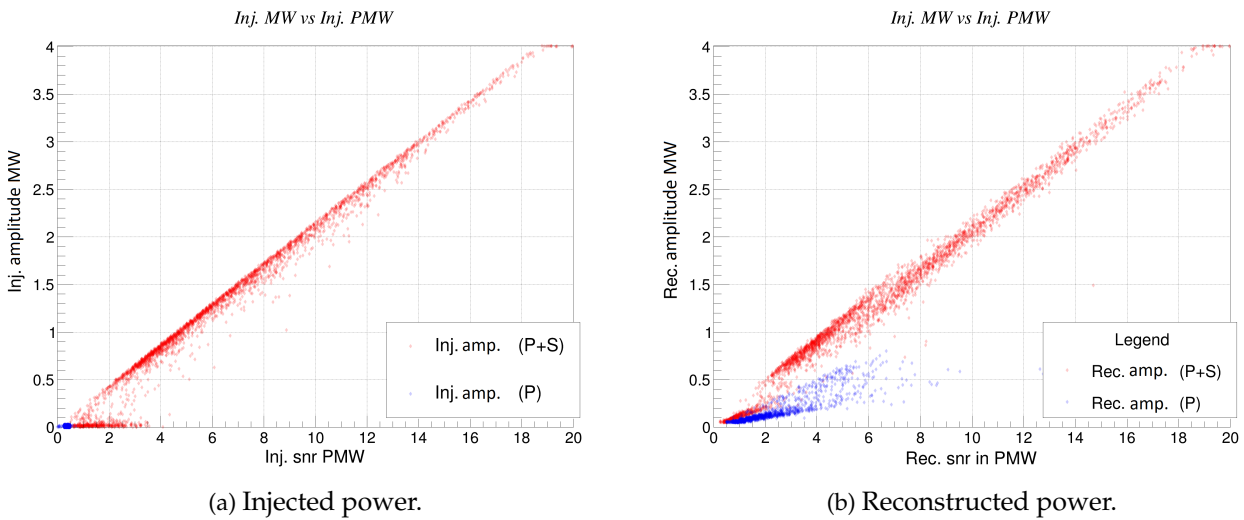 Inj. MW vs Inj. PMW
Inj. amplitude MW
4
3.5
3
2.5
2
1.5
1
0.5
0
0 2 4 6 8 10 12 14 16 18 20
Inj. snr PMW
Inj. amp. (P+S)
Inj. amp. (P)
(a) Injected power.
Inj. MW vs Inj. PMW
Rec. amplitude MW
4
3.5
3
2.5
2
1.5
1
0.5
0
0 2 4 6 8 10 12 14 16 18 20
Rec. snr in PMW
Legend
Rec. amp. (P+S)
Rec. amp. (P)
(b) Reconstructed power.